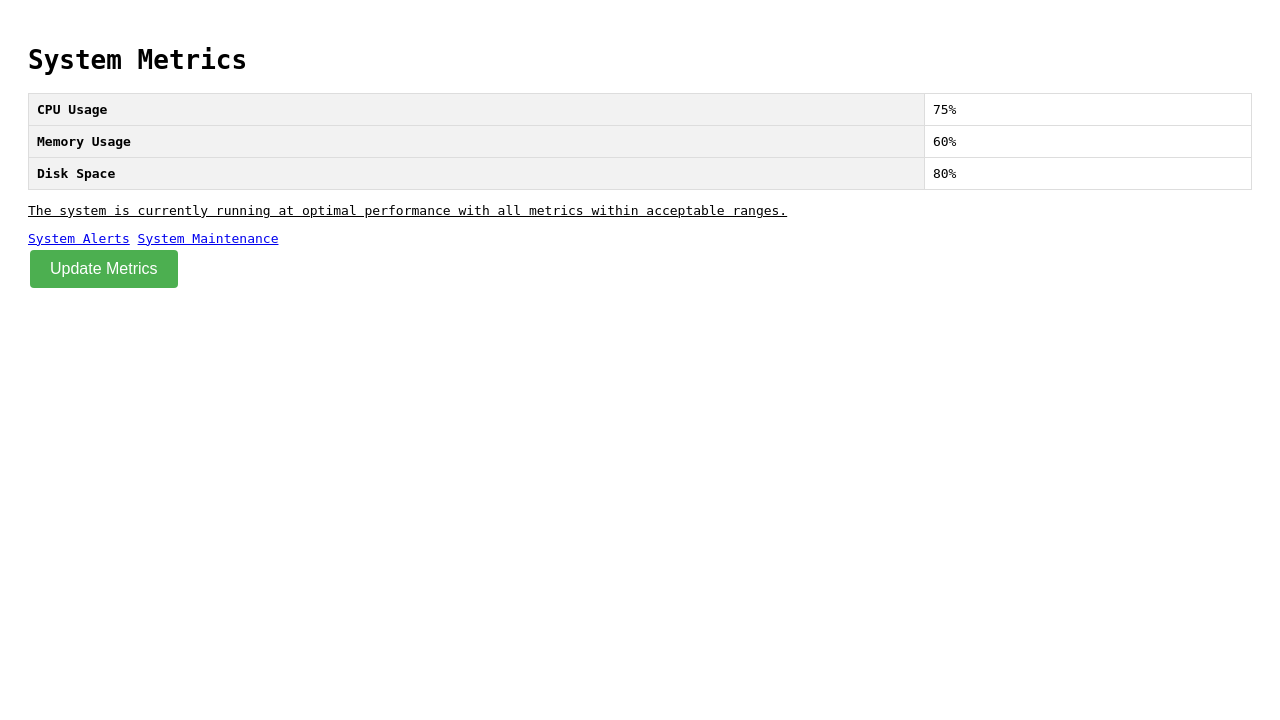 System Metrics
CPU Usage 75%
Memory Usage 60%
Disk Space 80%
The system is currently running at optimal performance with all metrics within acceptable ranges.
System Alerts System Maintenance
Update Metrics